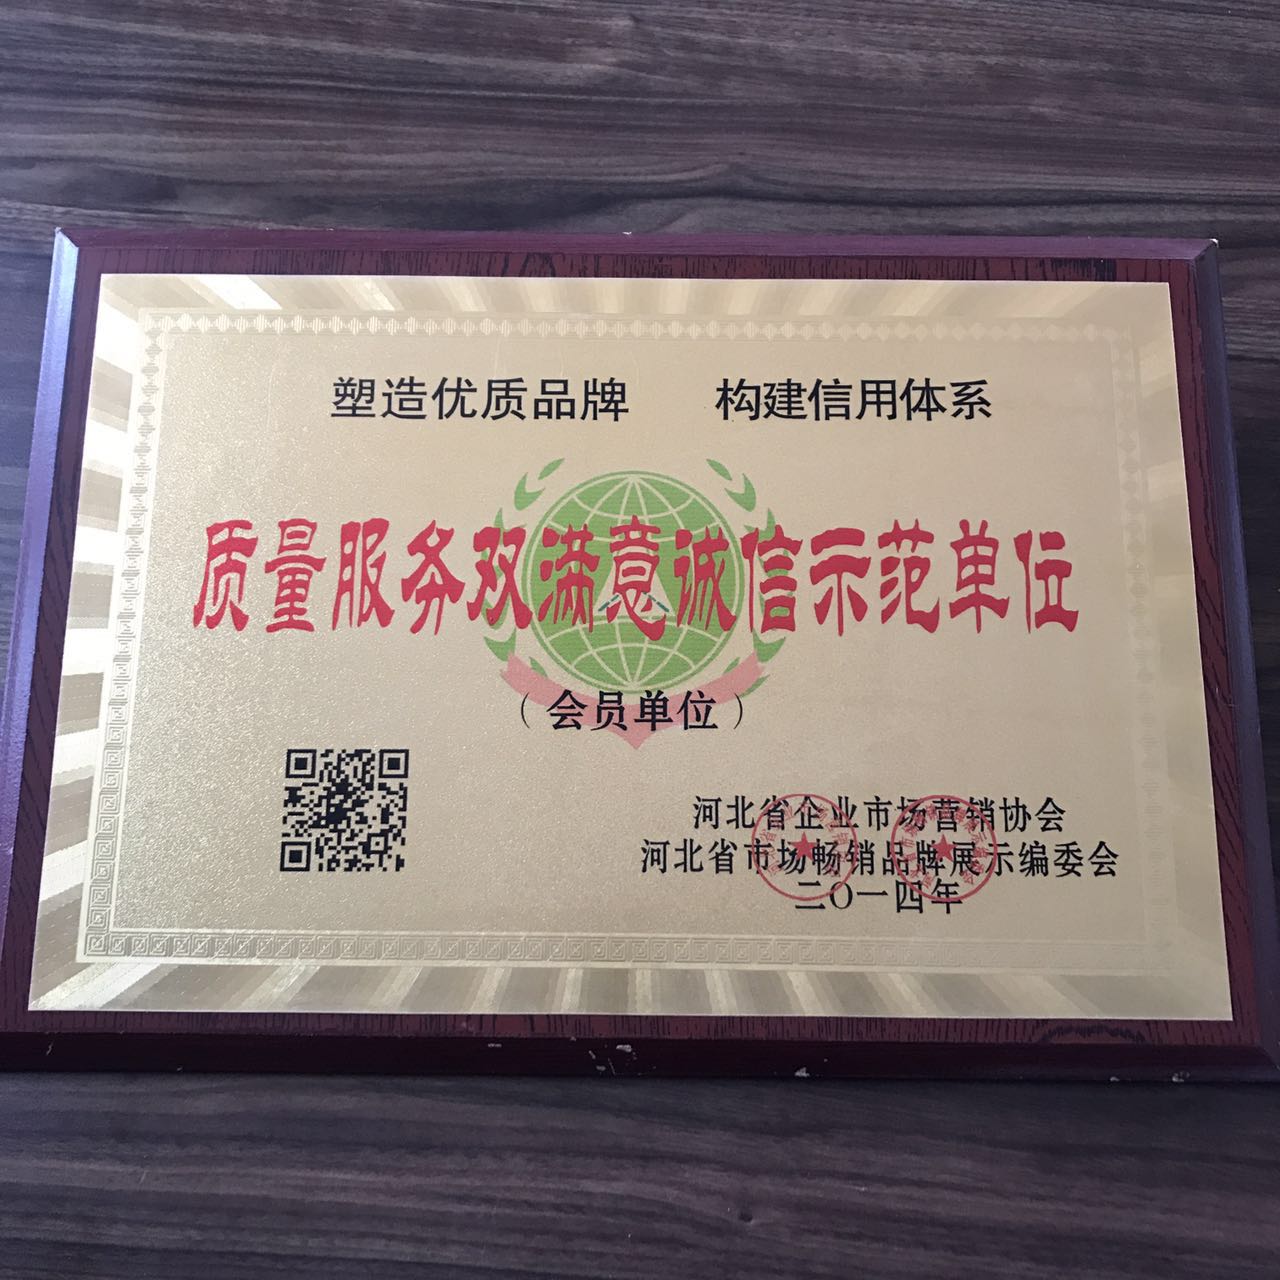 塑造优质品牌 构建信用体系
质量服务双满意诚信示范单位
（会员单位）
河北省企业市场营销协会
河北省市场畅销品牌展示编委会
二〇一四年